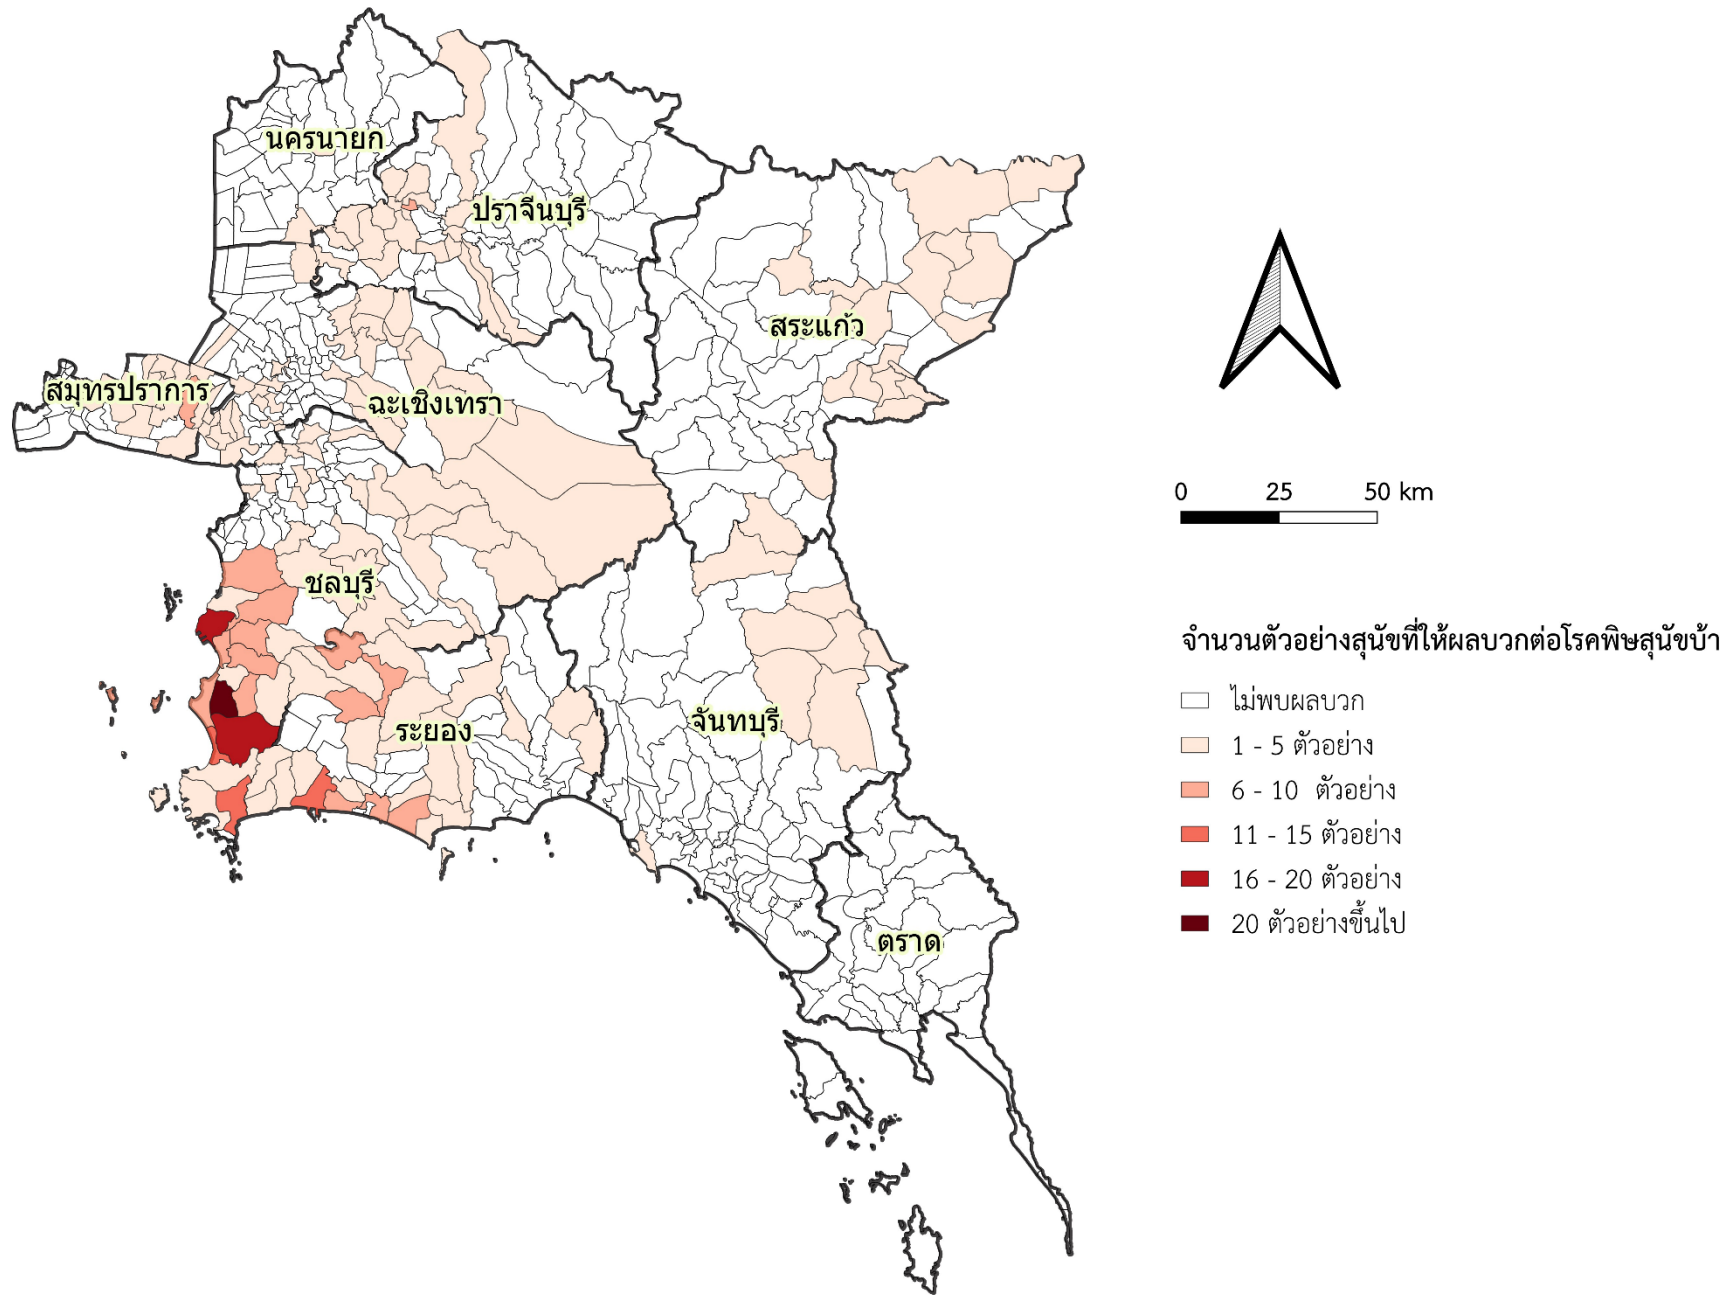 นครนายก
ปราจีนบุรี
สระแก้ว
สมุทรปราการ
ฉะเชิงเทรา
ชลบุรี
ระยอง
จันทบุรี
ตราด
0 25 50 km
จำนวนตัวอย่างสุนัขที่ให้ผลบวกต่อโรคพิษสุนัขบ้า
ไม่พบผลบวก
1 - 5 ตัวอย่าง
6 - 10 ตัวอย่าง
11 - 15 ตัวอย่าง
16 - 20 ตัวอย่าง
20 ตัวอย่างขึ้นไป